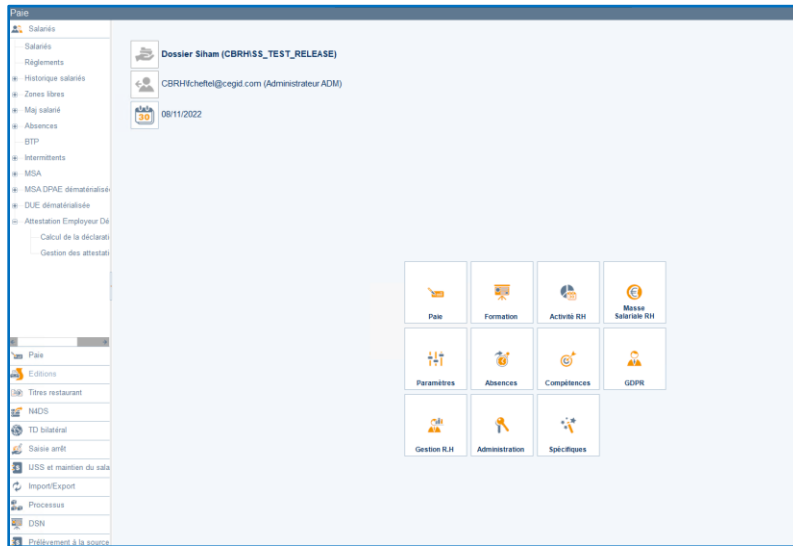 Paie
Salariés
Salariés
Règlements
Historique salariés
Zones libres
Maj salarié
Absences
BTP
Intermittents
MSA
MSA DPAE dématérialisée
DUE dématérialisée
Attestation Employeur Dé
Calcul de la déclarati
Gestion des attestati
Paie
Editions
Titres restaurant
N4DS
TD bilatéral
Saisie arrêt
IJSS et maintien du sala
Import/Export
Processus
DSN
Prélèvement à la source
Dossier Siham (CBRH\SS_TEST_RELEASE)
CBRH\fcheftel@cegid.com (Administrateur ADM)
30
08/11/2022
Paie
Formation
Activité RH
Masse
Salariale RH
Paramètres
Absences
Compétences
GDPR
Gestion R.H
Administration
Spécifiques